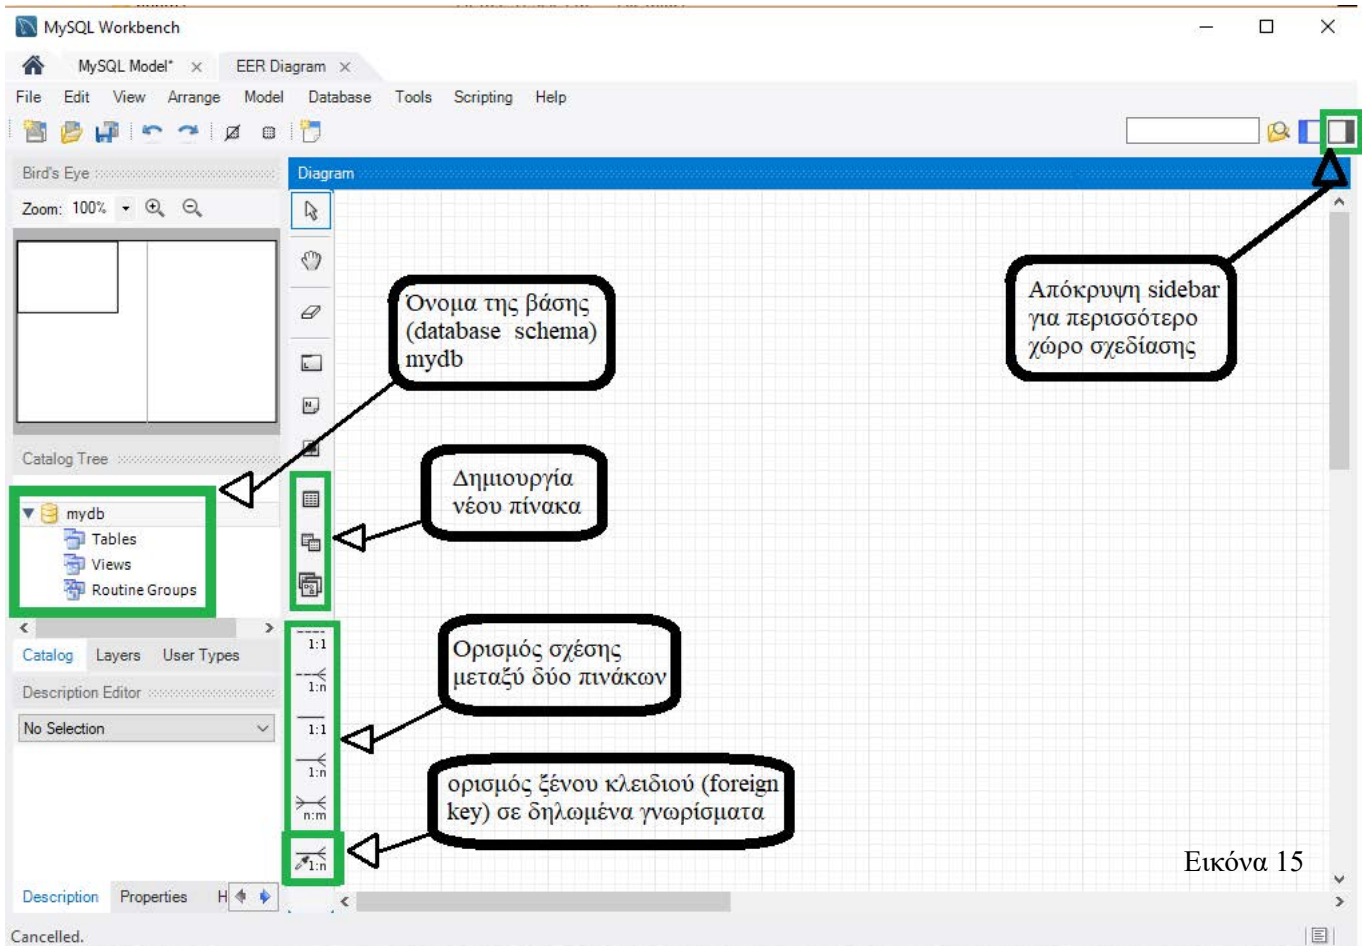 MySQL Workbench
MySQL Model*
EER Diagram
File Edit View Arrange Model Database Tools Scripting Help
Bird's Eye
Diagram
Zoom: 100%
Όνομα της βάσης
(database schema)
mydb
Απόκρυψη sidebar
για περισσότερο
χώρο σχεδίασης
Catalog Tree
Δημιουργία
νέου πίνακα
mydb
Tables
Views
Routine Groups
1:1
1:n
1:1
1:n
n:m
1:n
Ορισμός σχέσης
μεταξύ δύο πινάκων
Catalog Layers User Types
Description Editor
No Selection
ορισμός ξένου κλειδιού (foreign
key) σε δηλωμένα γνωρίσματα
Εικόνα 15
Description Properties H
Cancelled.